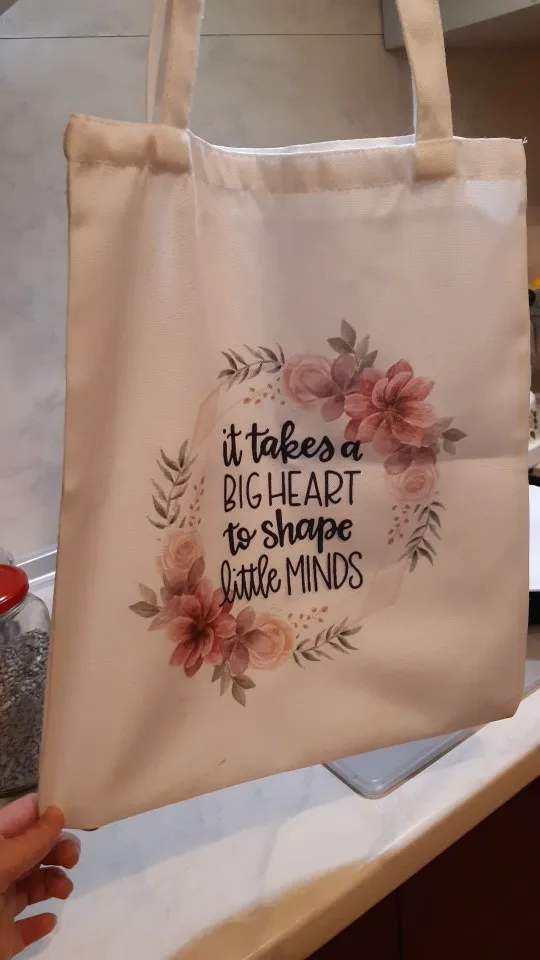 it takes a
BIG HEART
to shape
little MINDS